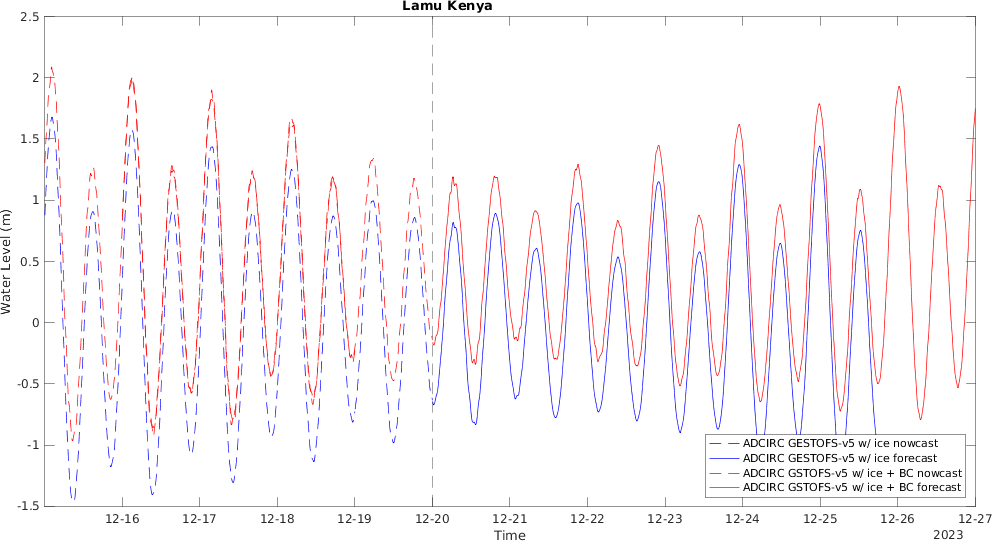 Lamu Kenya
2.5
2
1.5
1
0.5
0
-0.5
-1
-1.5
Water Level (m)
12-16 12-17 12-18 12-19 12-20 12-21 12-22 12-23 12-24 12-25 12-26 12-27
Time
2023
ADCIRC GESTOFS-v5 w/ ice nowcast
ADCIRC GESTOFS-v5 w/ ice forecast
ADCIRC GSTOFS-v5 w/ ice + BC nowcast
ADCIRC GSTOFS-v5 w/ ice + BC forecast